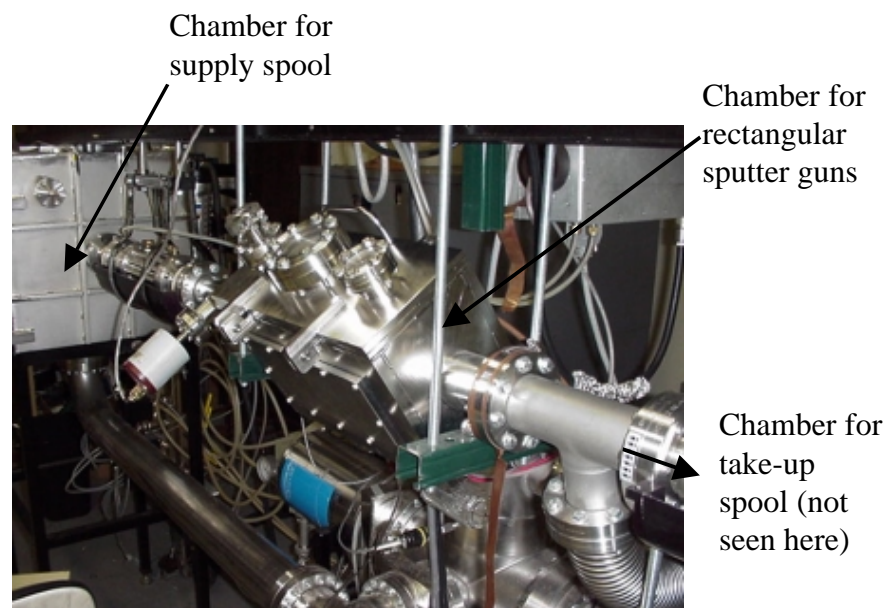 Chamber for
supply spool
Chamber for
rectangular
sputter guns
Chamber for
take-up
spool (not
seen here)